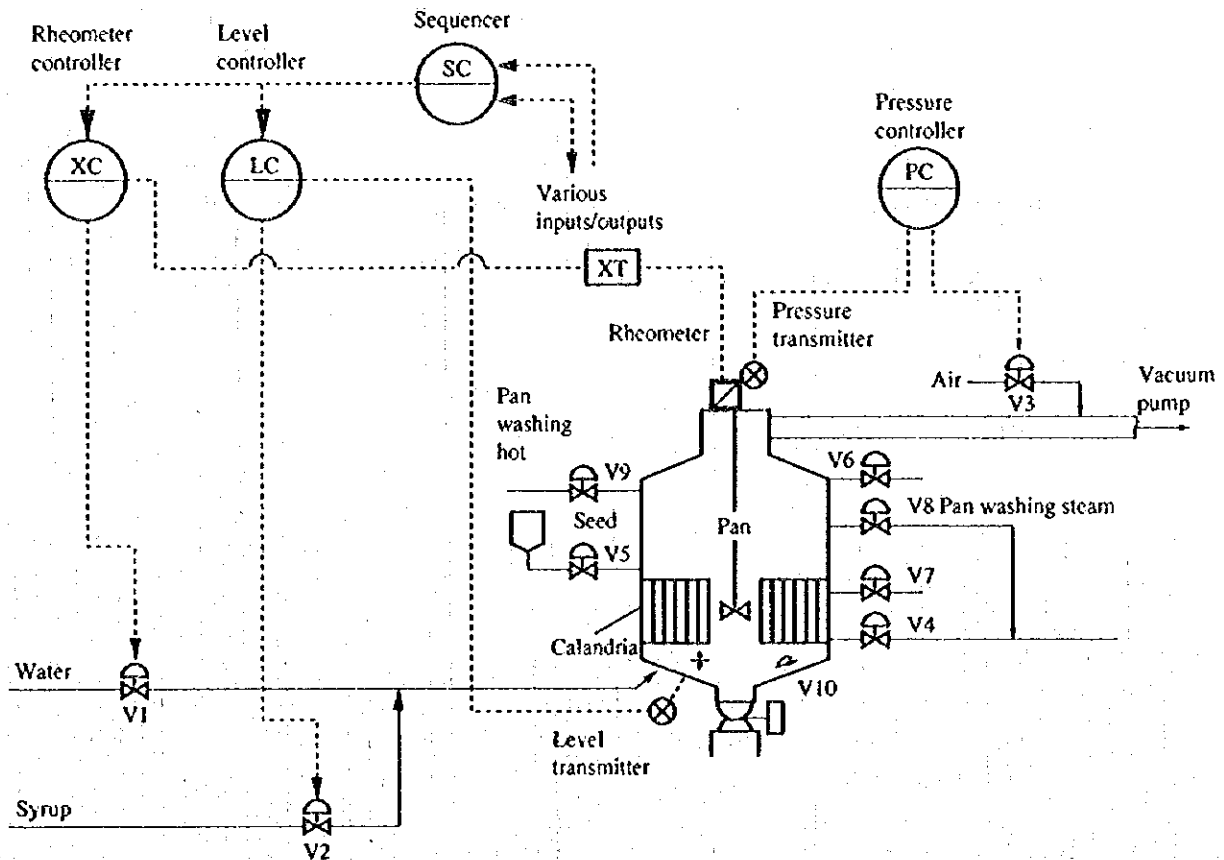 Sequencer
Rheometer
controller
Level
controller
SC
Pressure
controller
XC
LC
PC
Various
inputs/outputs
XT
Rheometer
Pressure
transmitter
Air
V3
Vacuum
pump
Pan
washing
hot
V9
V6
V8 Pan washing steam
Seed
Pan
V5
V7
V4
Calandria
Water
V1
V10
Level
transmitter
Syrup
V2